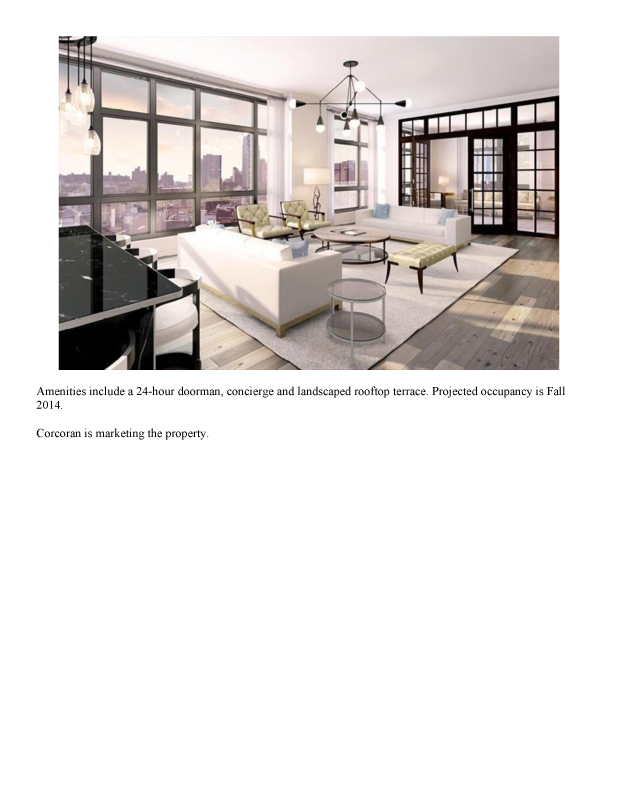 Amenities include a 24-hour doorman, concierge and landscaped rooftop terrace. Projected occupancy is Fall
2014.
Corcoran is marketing the property.